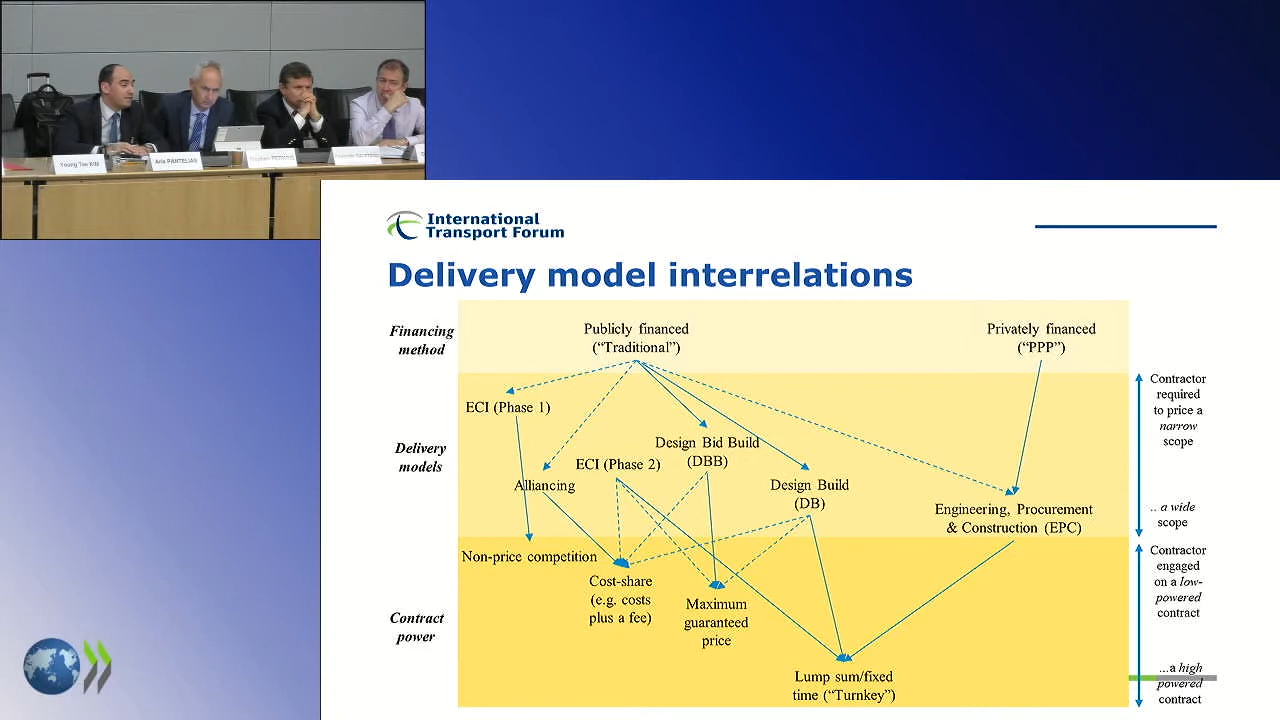 Young Tae KIM
Aris PANTELIAS
International
Transport Forum
Delivery model interrelations
Financing
method
Publicly financed
(“Traditional”)
Privately financed
(“PPP”)
Delivery
models
ECI (Phase 1)
Alliancing
ECI (Phase 2)
Design Bid Build
(DBB)
Design Build
(DB)
Engineering, Procurement
& Construction (EPC)
Contractor
required
to price a
narrow
scope
.. a wide
scope
Contract
power
Non-price competition
Cost-share
(e.g. costs
plus a fee)
Maximum
guaranteed
price
Lump sum/fixed
time (“Turnkey”)
Contractor
engaged
on a low-
powered
contract
...a high
powered
contract